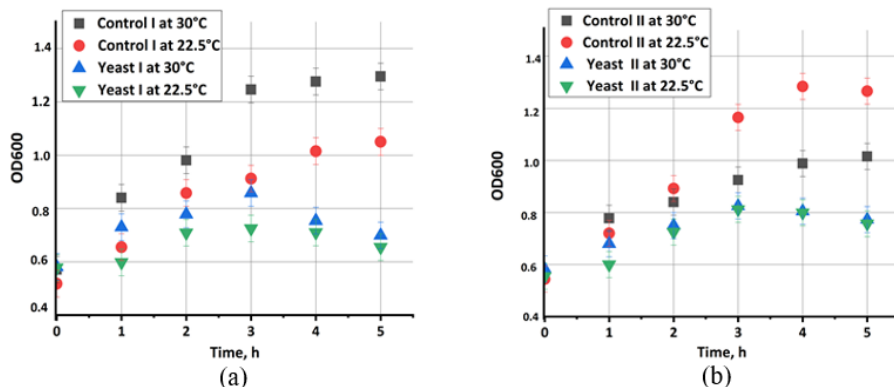 Control I at 30°C
Control I at 22.5°C
Yeast I at 30°C
Yeast I at 22.5°C
1.4
1.2
1.0
0.8
0.6
0.4
OD600
0 1 2 3 4 5
Time, h
(a)
Control II at 30°C
Control II at 22.5°C
Yeast II at 30°C
Yeast II at 22.5°C
1.4
1.2
1.0
0.8
0.6
0.4
OD600
0 1 2 3 4 5
Time, h
(b)